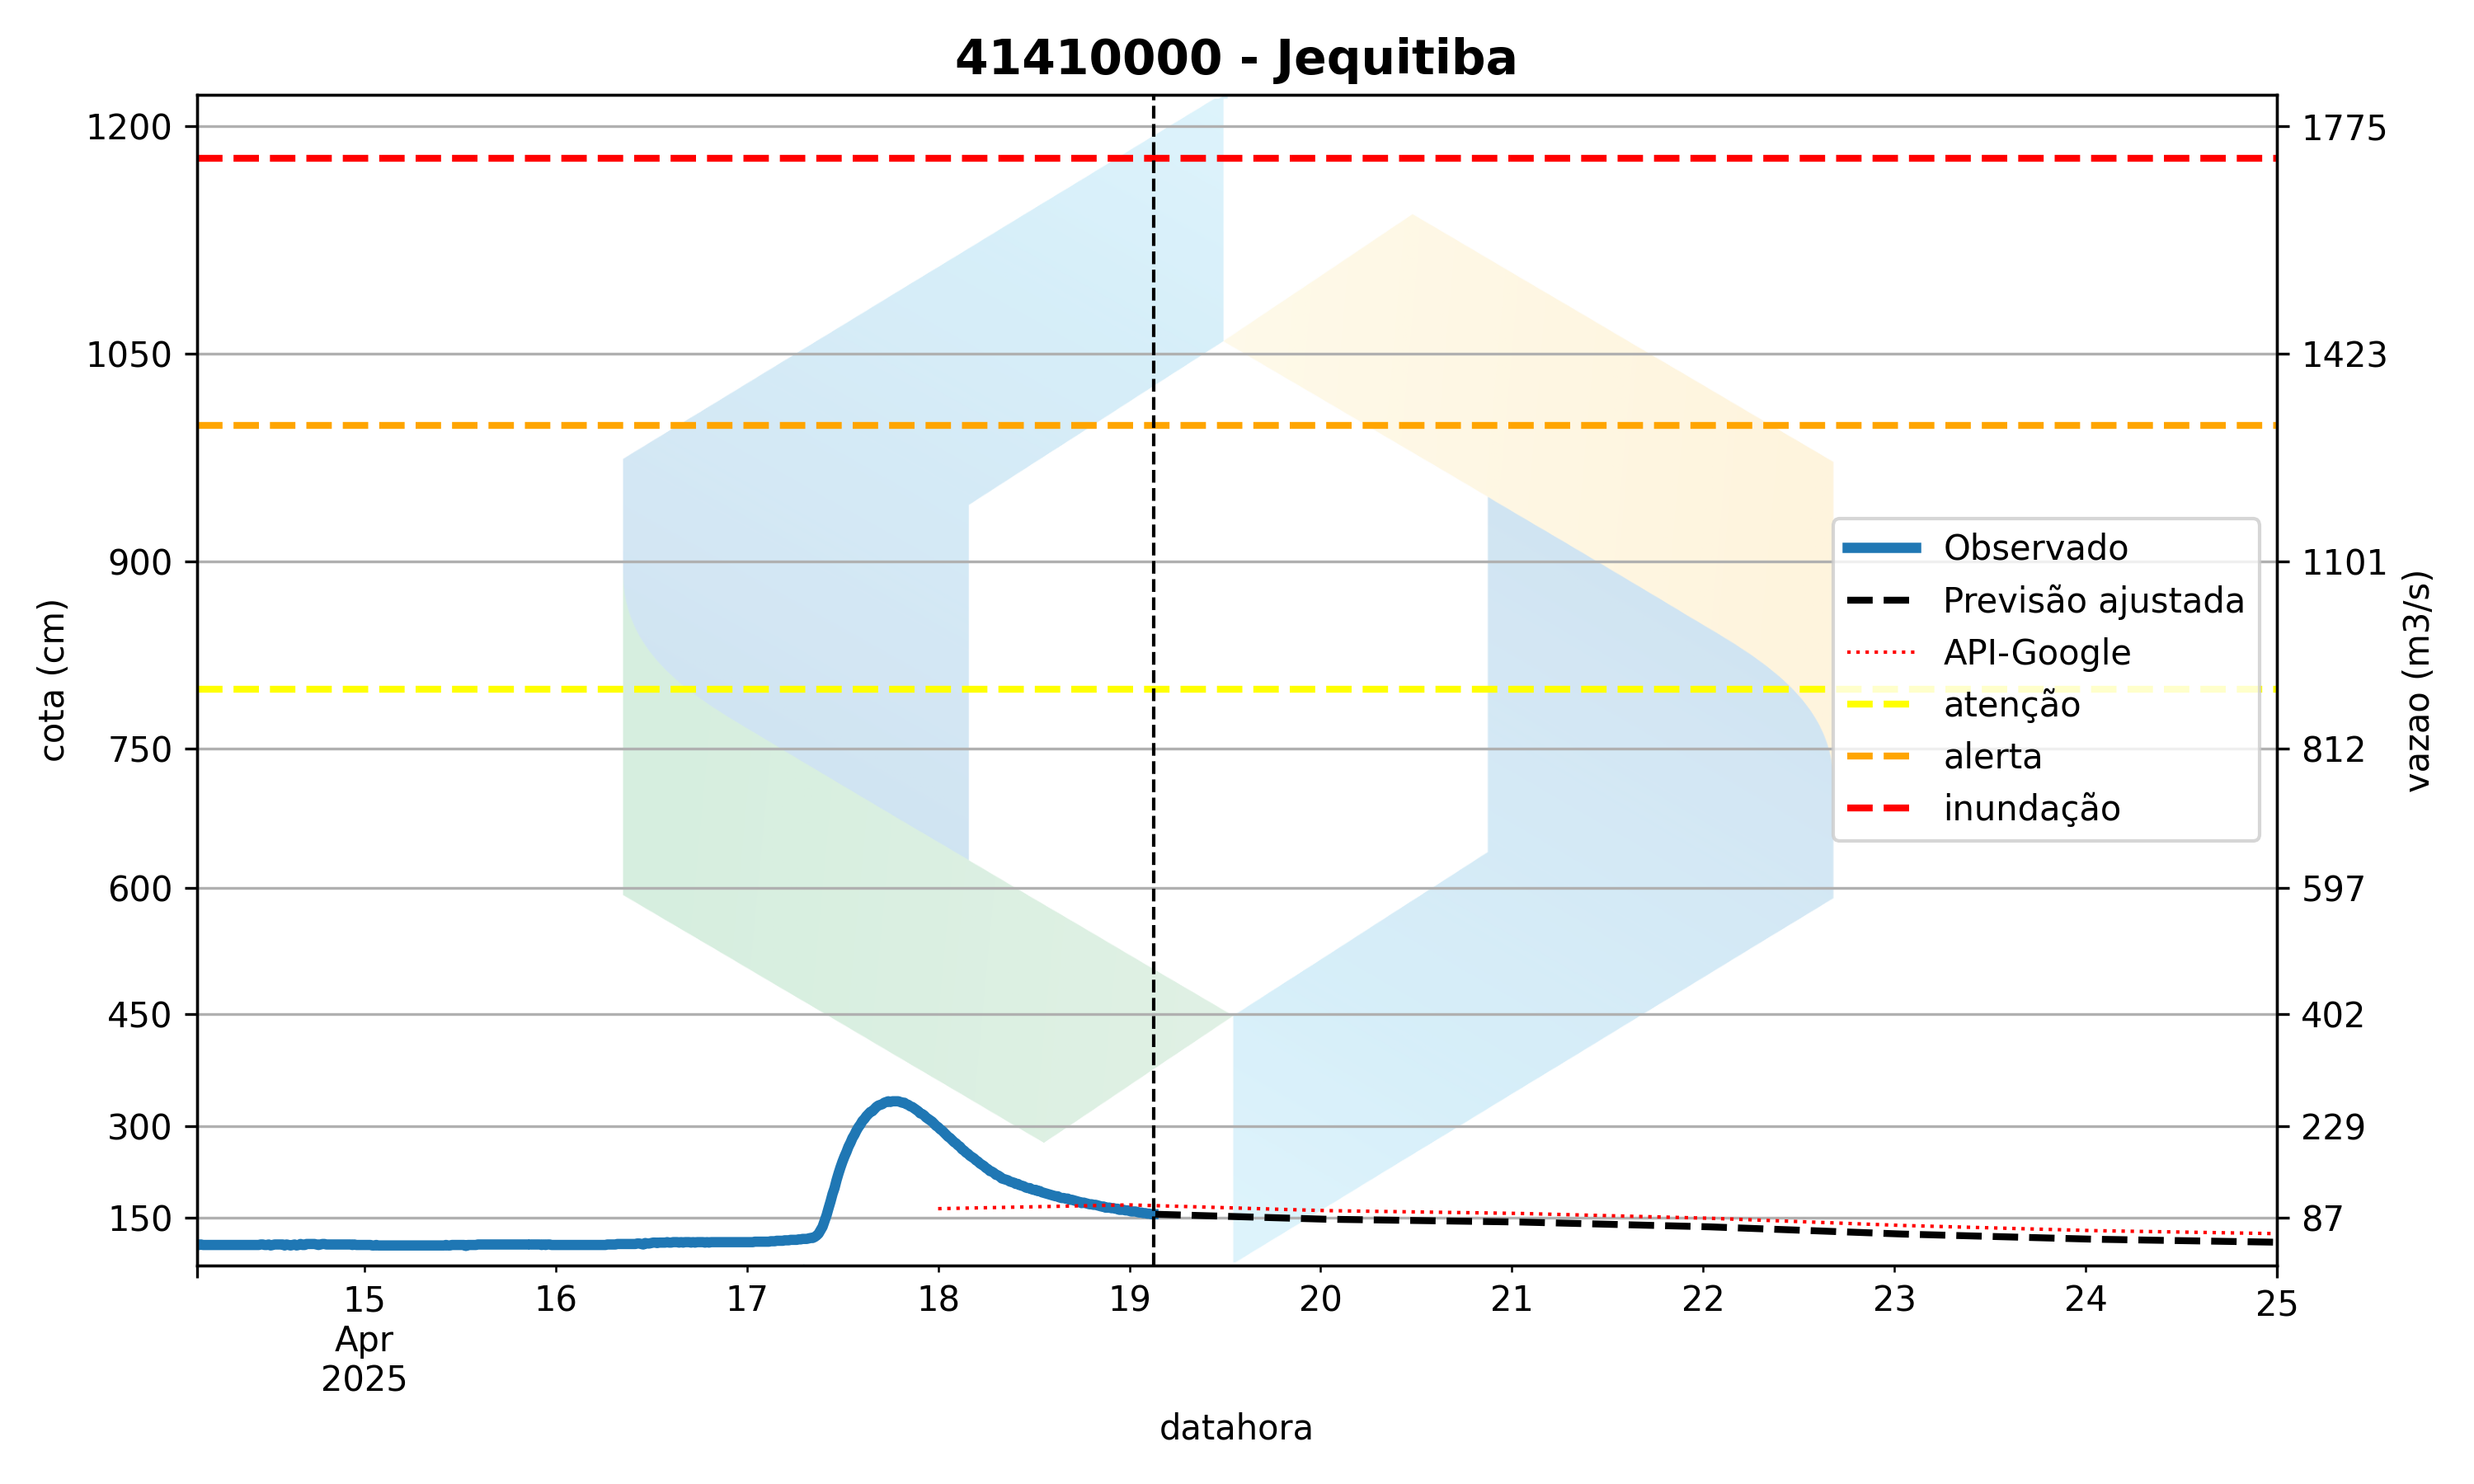 41410000 - Jequitiba
1200
1050
900
750
600
450
300
150
cota (cm)
1775
1423
1101
812
597
402
229
87
vazao (m3/s)
Observado
Previsão ajustada
API-Google
atenção
alerta
inundação
15 16 17 18 19 20 21 22 23 24 25
Apr
2025
datahora